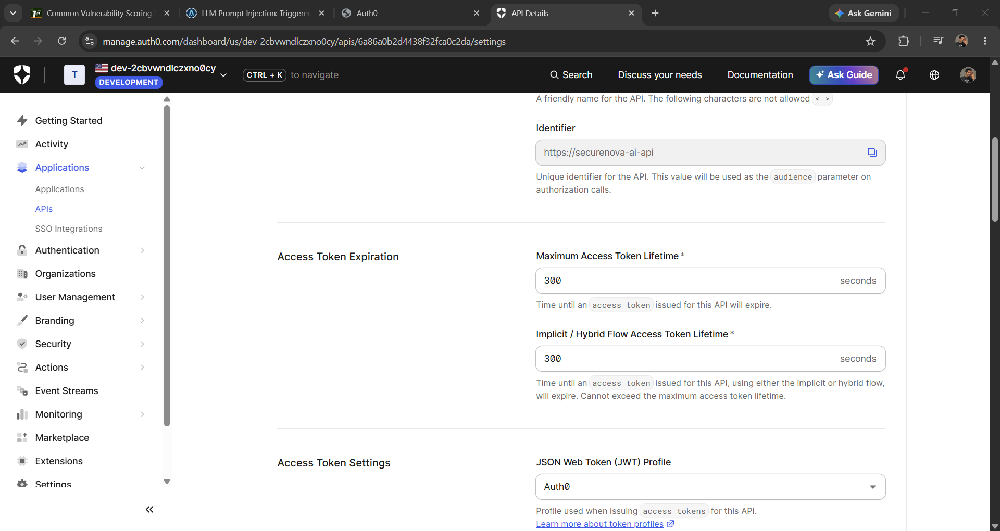 Common Vulnerability Scoring
LLM Prompt Injection: Triggered
Auth0
API Details
Ask Gemini
manage.auth0.com/dashboard/us/dev-2cbvwndlczxno0cy/apis/6a86a0b2d4438f32fca0c2da/settings
T
dev-2cbvwndlczxno0cy
DEVELOPMENT
CTRL + K to navigate
Search
Discuss your needs
Documentation
Ask Guide
Getting Started
Activity
Applications
Applications
APIs
SSO Integrations
Authentication
Organizations
User Management
Branding
Security
Actions
Event Streams
Monitoring
Marketplace
Extensions
Settings
A friendly name for the API. The following characters are not allowed < >
Identifier
https://securenova-ai-api
Unique identifier for the API. This value will be used as the audience parameter on
authorization calls.
Access Token Expiration
Maximum Access Token Lifetime *
300 seconds
Time until an access token issued for this API will expire.
Implicit / Hybrid Flow Access Token Lifetime *
300 seconds
Time until an access token issued for this API, using either the implicit or hybrid flow,
will expire. Cannot exceed the maximum access token lifetime.
Access Token Settings
JSON Web Token (JWT) Profile
Auth0
Profile used when issuing access tokens for this API.
Learn more about token profiles